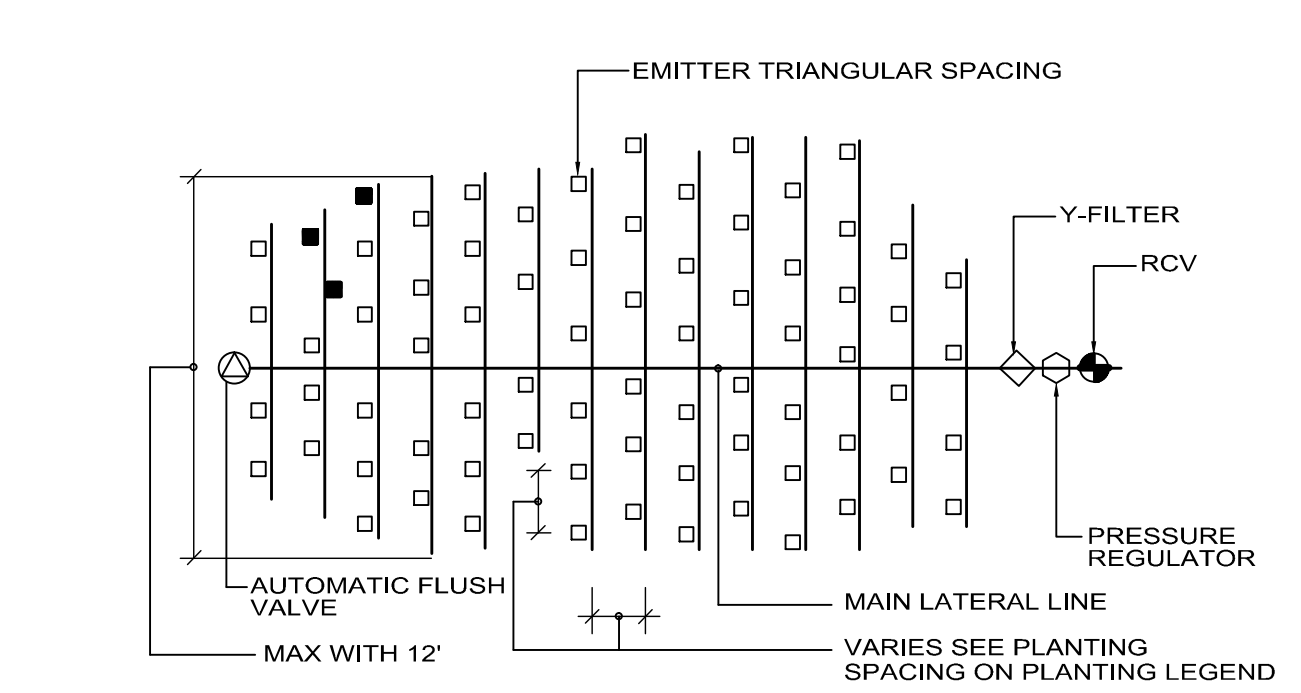 EMITTER TRIANGULAR SPACING
Y-FILTER
RCV
PRESSURE
REGULATOR
AUTOMATIC FLUSH
VALVE
MAIN LATERAL LINE
MAX WITH 12'
VARIES SEE PLANTING
SPACING ON PLANTING LEGEND